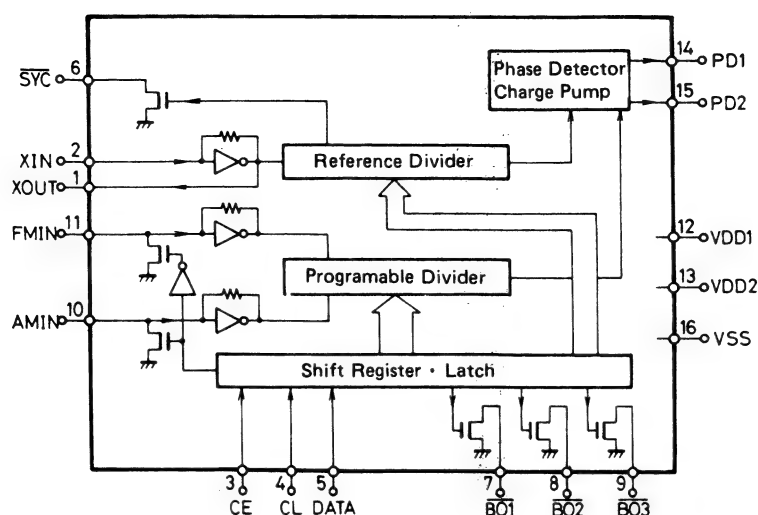 6
SYC
14
PD1
Phase Detector
Charge Pump
15
PD2
XIN
2
Reference Divider
XOUT
1
FMIN
11
12
VDD1
Programable Divider
13
VDD2
AMIN
10
16
VSS
Shift Register · Latch
3
CE
4
CL
5
DATA
7
BO1
8
BO2
9
BO3